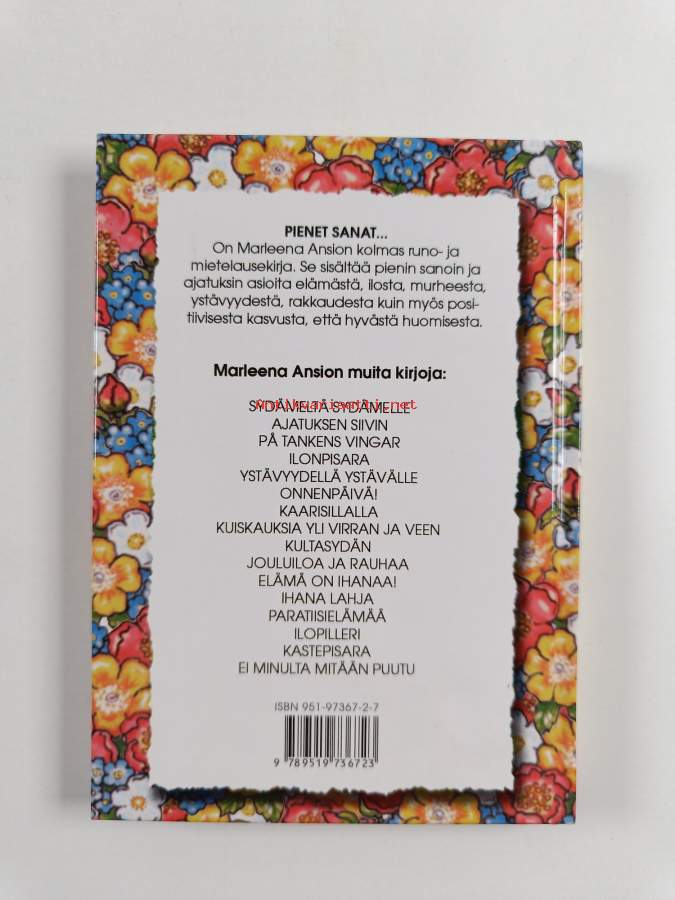 PIENET SANAT...
On Marleena Ansion kolmas runo- ja
mietelausekirja. Se sisältää pienin sanoin ja
ajatuksin asioita elämästä, ilosta, murheesta,
ystävyydestä, rakkaudesta kuin myös posi-
tiivisesta kasvusta, että hyvästä huomisesta.
Marleena Ansion muita kirjoja:
SYDÄMELTÄ SYDÄMELLE
Antikvariaatti.net
AJATUKSEN SIIVIN
PÅ TANKENS VINGAR
ILONPISARA
YSTÄVYYDELLÄ YSTÄVÄLLE
ONNENPÄIVÄ!
KAARISILLALLA
KUISKAUKSIA YLI VIRRAN JA VEEN
KULTASYDÄN
JOULUILOA JA RAUHAA
ELÄMÄ ON IHANAA!
IHANA LAHJA
PARATIISIELÄMÄÄ
ILOPILLERI
KASTEPISARA
EI MINULTA MITÄÄN PUUTU
ISBN 951-97367-2-7
9 789519 736723